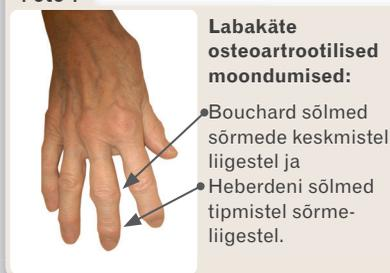 Labakäte
osteoartrootilised
moondumised:
Bouchard sõlmed
sõrmede keskmistel
liigestel ja
Heberdeni sõlmed
tipmistel sõrme-
liigestel.